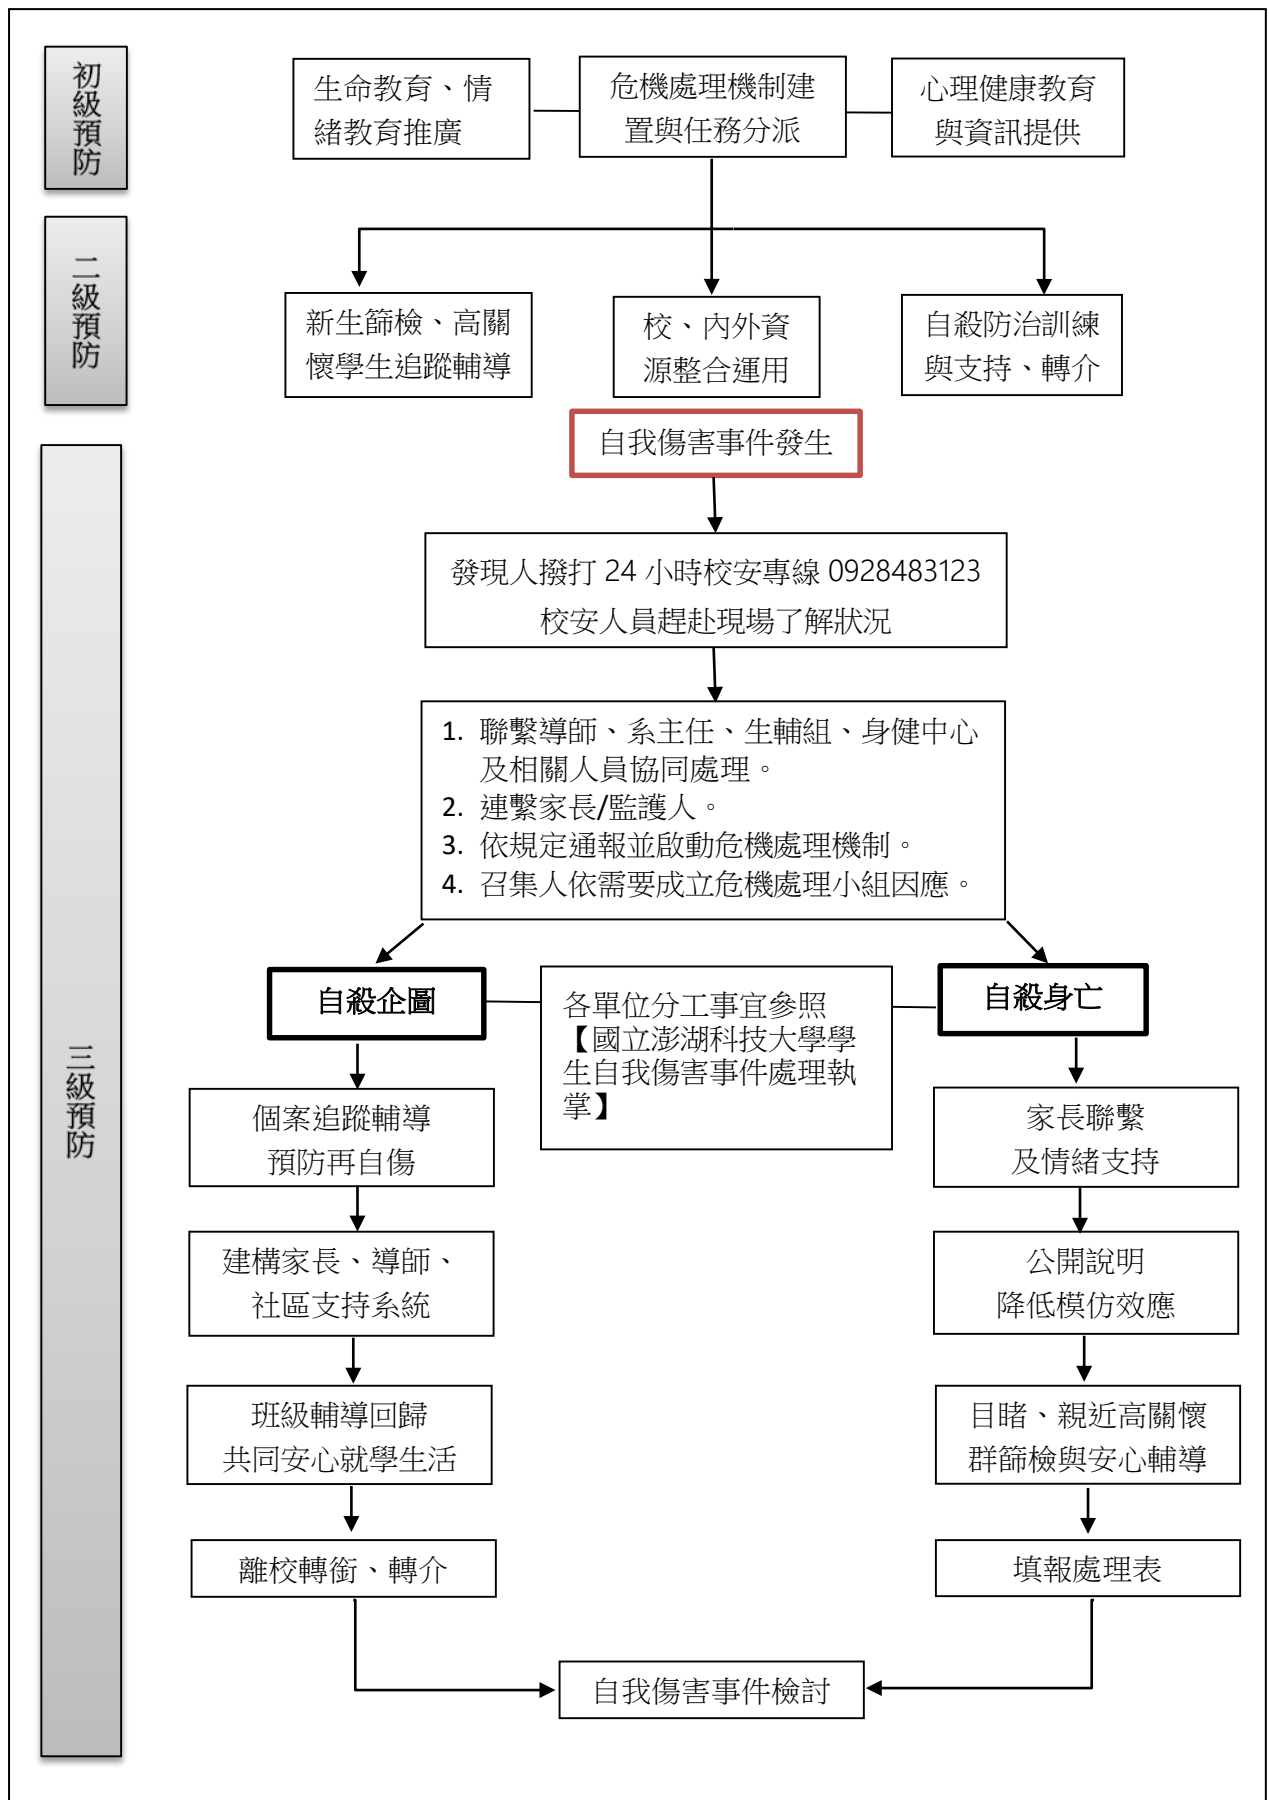 初級預防
生命教育、情
緒教育推廣
危機處理機制建
置與任務分派
心理健康教育
與資訊提供
二級預防
新生篩檢、高關
懷學生追蹤輔導
校、內外資
源整合運用
自殺防治訓練
與支持、轉介
三級預防
自我傷害事件發生
發現人撥打 24 小時校安專線 0928483123
校安人員趕赴現場了解狀況
1. 聯繫導師、系主任、生輔組、身健中心
及相關人員協同處理。
2. 連繫家長/監護人。
3. 依規定通報並啟動危機處理機制。
4. 召集人依需要成立危機處理小組因應。
自殺企圖
各單位分工事宜參照
【國立澎湖科技大學學
生自我傷害事件處理執
掌】
自殺身亡
個案追蹤輔導
預防再自傷
家長聯繫
及情緒支持
建構家長、導師、
社區支持系統
公開說明
降低模仿效應
班級輔導回歸
共同安心就學生活
目睹、親近高關懷
群篩檢與安心輔導
離校轉銜、轉介
填報處理表
自我傷害事件檢討